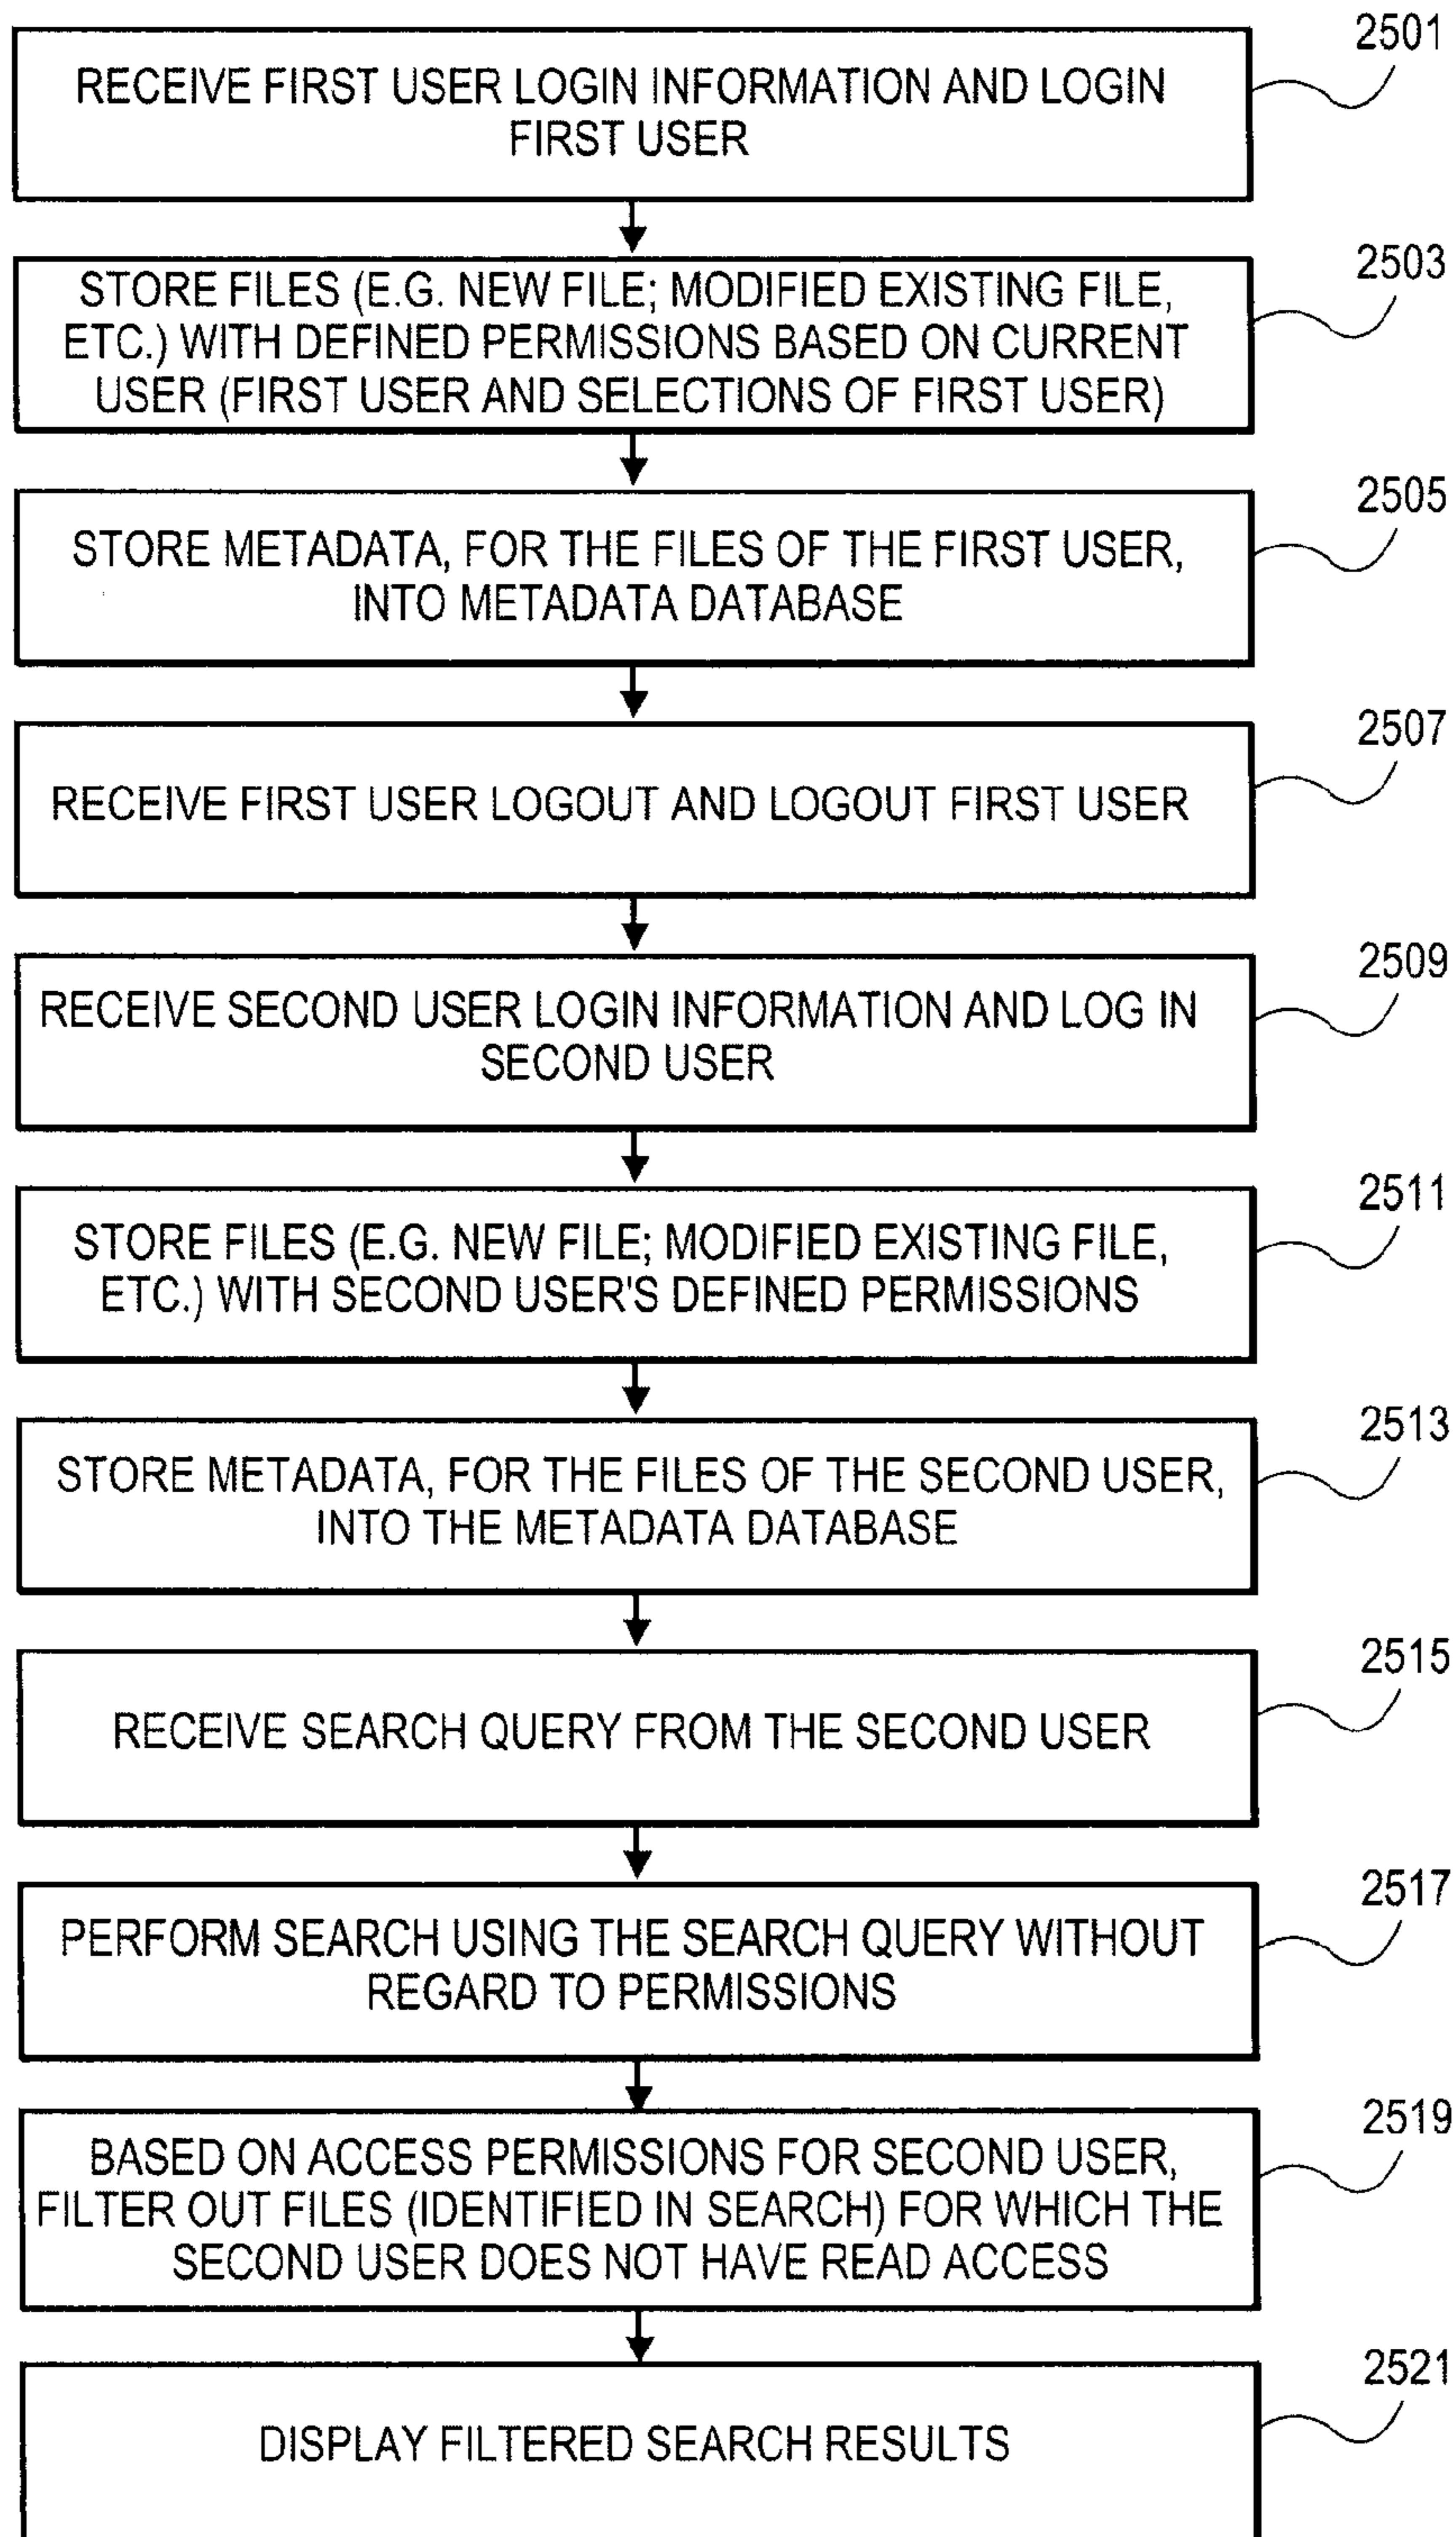 2501
RECEIVE FIRST USER LOGIN INFORMATION AND LOGIN
FIRST USER
2503
STORE FILES (E.G. NEW FILE; MODIFIED EXISTING FILE,
ETC.) WITH DEFINED PERMISSIONS BASED ON CURRENT
USER (FIRST USER AND SELECTIONS OF FIRST USER)
2505
STORE METADATA, FOR THE FILES OF THE FIRST USER,
INTO METADATA DATABASE
2507
RECEIVE FIRST USER LOGOUT AND LOGOUT FIRST USER
2509
RECEIVE SECOND USER LOGIN INFORMATION AND LOG IN
SECOND USER
2511
STORE FILES (E.G. NEW FILE; MODIFIED EXISTING FILE,
ETC.) WITH SECOND USER'S DEFINED PERMISSIONS
2513
STORE METADATA, FOR THE FILES OF THE SECOND USER,
INTO THE METADATA DATABASE
2515
RECEIVE SEARCH QUERY FROM THE SECOND USER
2517
PERFORM SEARCH USING THE SEARCH QUERY WITHOUT
REGARD TO PERMISSIONS
2519
BASED ON ACCESS PERMISSIONS FOR SECOND USER,
FILTER OUT FILES (IDENTIFIED IN SEARCH) FOR WHICH THE
SECOND USER DOES NOT HAVE READ ACCESS
2521
DISPLAY FILTERED SEARCH RESULTS